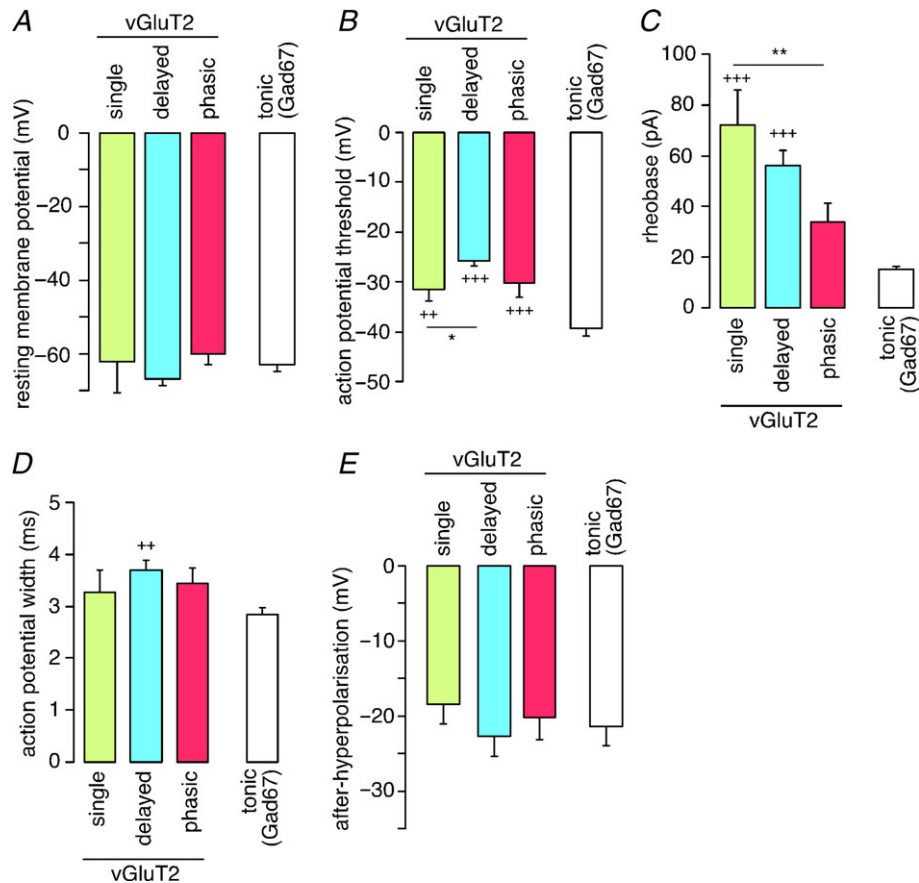 A
vGluT2
single
delayed
phasic
tonic
(Gad67)
resting membrane potential (mV)
0
−20
−40
−60
B
vGluT2
single
delayed
phasic
tonic
(Gad67)
action potential threshold (mV)
0
−10
−20
−30
−40
−50
++
+++
+++
*
C
rheobase (pA)
100
80
60
40
20
0
**
+++
+++
single
delayed
phasic
tonic
(Gad67)
vGluT2
D
action potential width (ms)
5
4
3
2
1
0
++
single
delayed
phasic
tonic
(Gad67)
vGluT2
E
vGluT2
single
delayed
phasic
tonic
(Gad67)
after-hyperpolarisation (mV)
0
−10
−20
−30